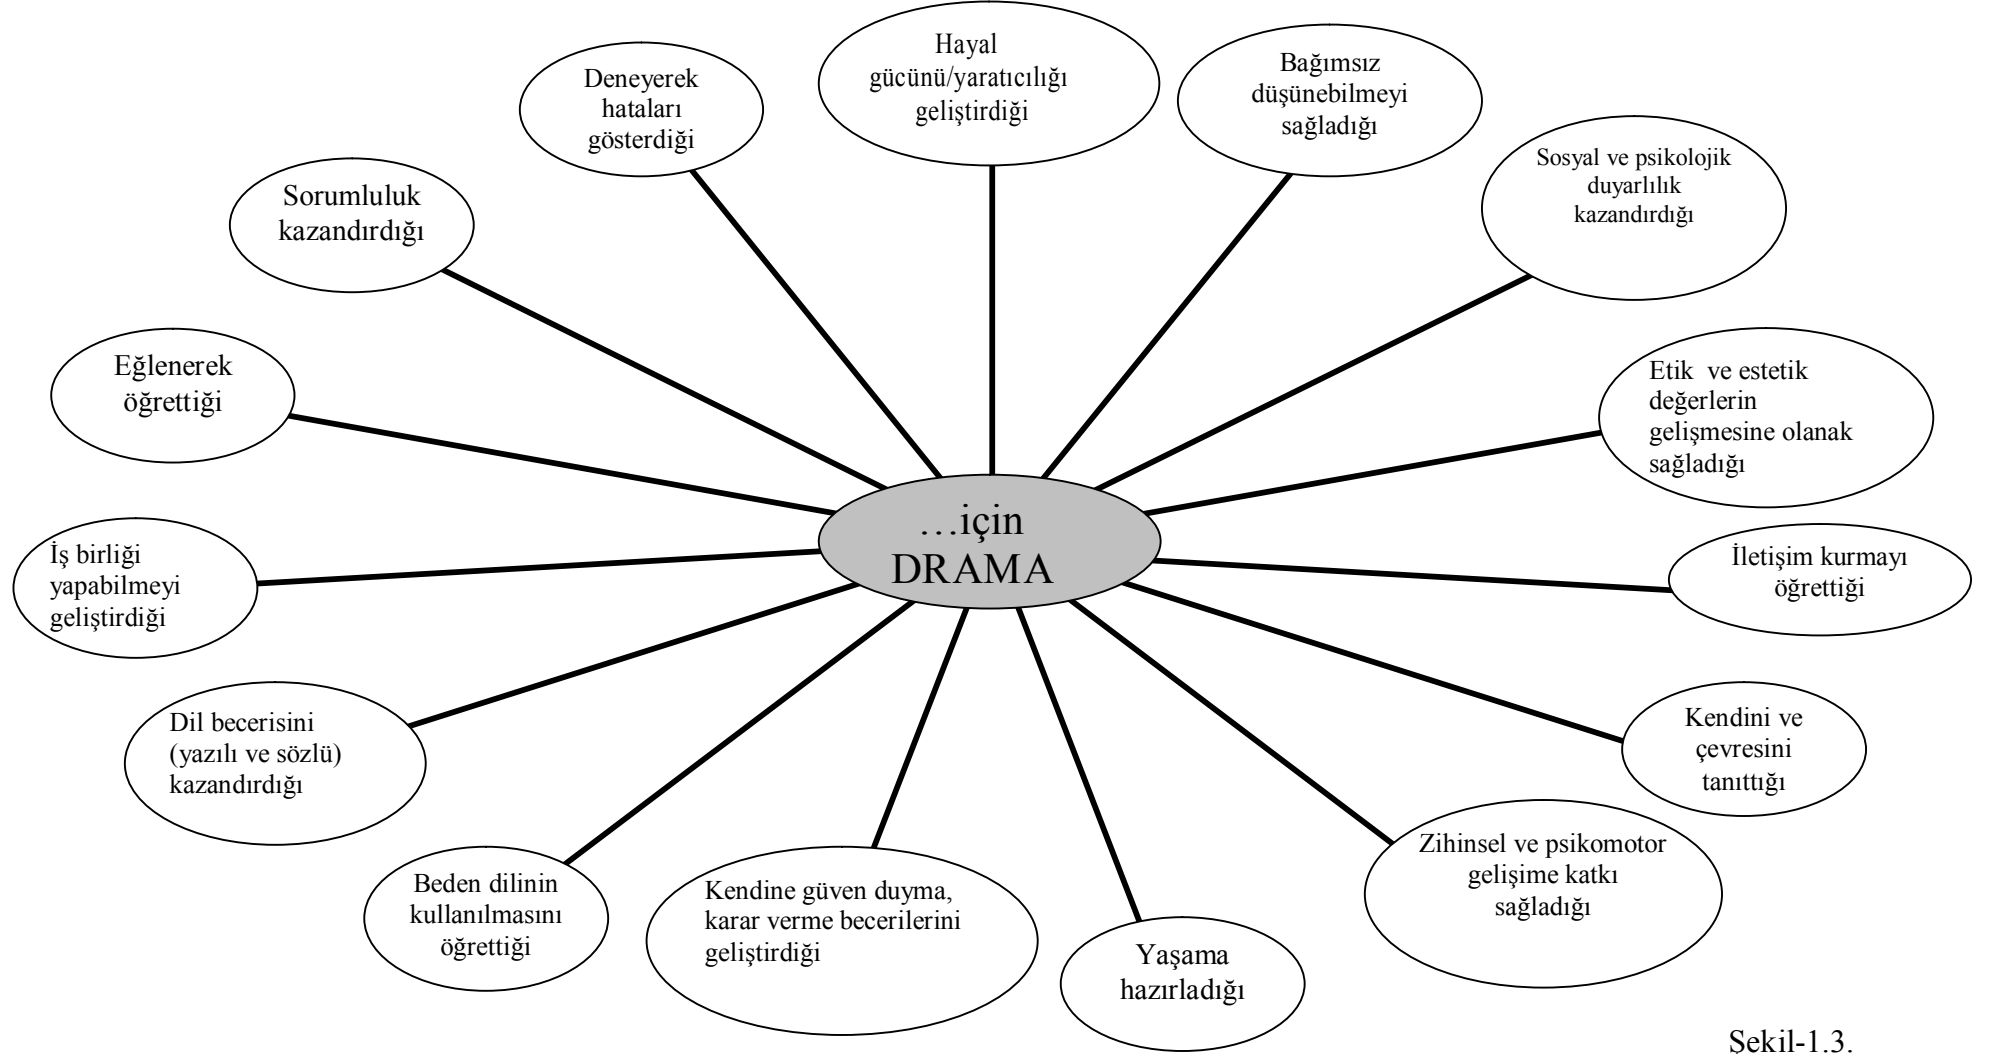 Hayal
gücünü/yaratıcılığı
geliştirdiği
Bağımsız
düşünebilmeyi
sağladığı
Sosyal ve psikolojik
duyarlılık
kazandırdığı
Etik ve estetik
değerlerin
gelişmesine olanak
sağladığı
İletişim kurmayı
öğrettiği
Kendini ve
çevresini
tanıttığı
Zihinsel ve psikomotor
gelişime katkı
sağladığı
Yaşama
hazırladığı
Kendine güven duyma,
karar verme becerilerini
geliştirdiği
Beden dilinin
kullanılmasını
öğrettiği
Dil becerisini
(yazılı ve sözlü)
kazandırdığı
İş birliği
yapabilmeyi
geliştirdiği
Eğlenerek
öğrettiği
Sorumluluk
kazandırdığı
Deneyerek
hataları
gösterdiği
…için
DRAMA
Şekil-1.3.